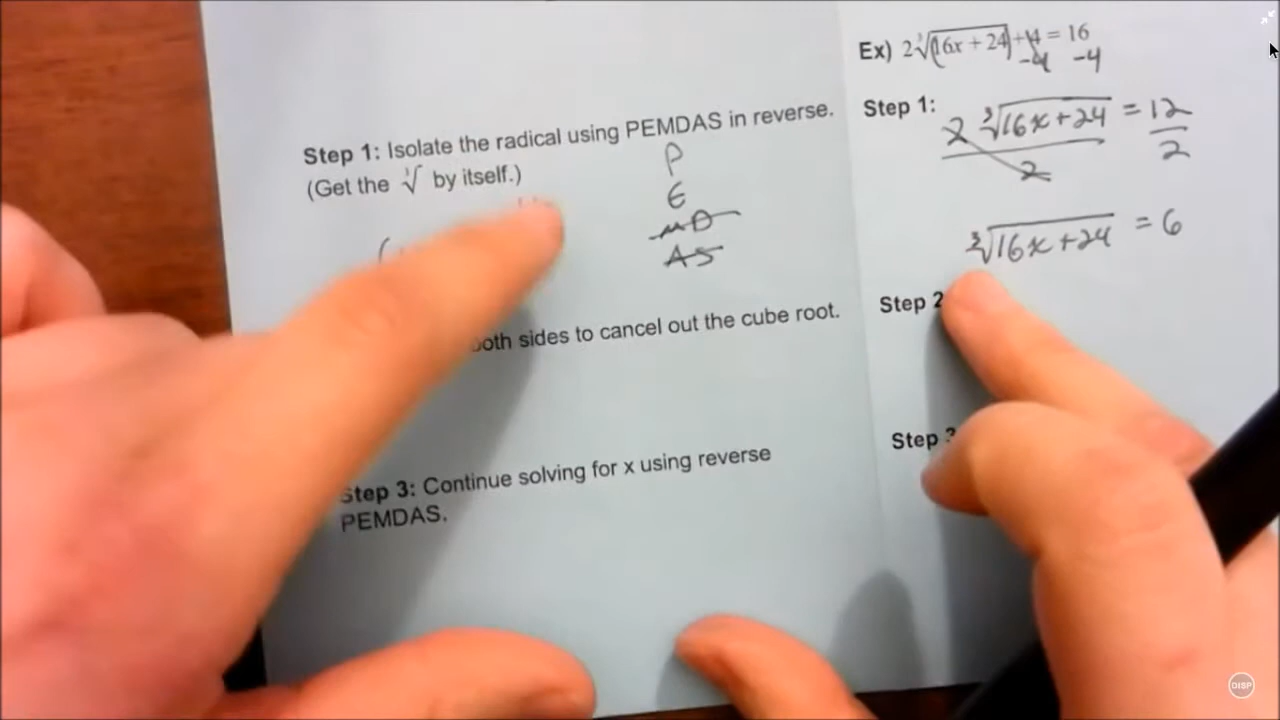 Step 1: Isolate the radical using PEMDAS in reverse.
(Get the ∛ by itself.)
P
E
MD
AS
both sides to cancel out the cube root.
Step 3: Continue solving for x using reverse
PEMDAS.
Ex) 2∛(16x + 24) + 4 = 16
-4 -4
Step 1: 2 ∛16x+24 = 12
2 2
∛16x+24 = 6
Step 2
Step 3
DISP